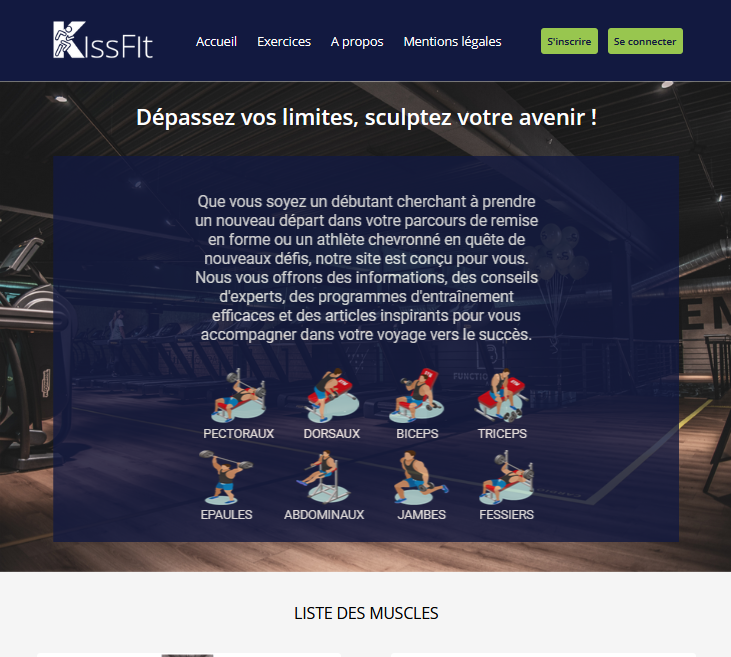 KIssFIt
Accueil Exercices A propos Mentions légales
S'inscrire Se connecter
Dépassez vos limites, sculptez votre avenir !
Que vous soyez un débutant cherchant à prendre
un nouveau départ dans votre parcours de remise
en forme ou un athlète chevronné en quête de
nouveaux défis, notre site est conçu pour vous.
Nous vous offrons des informations, des conseils
d'experts, des programmes d'entraînement
efficaces et des articles inspirants pour vous
accompagner dans votre voyage vers le succès.
PECTORAUX DORSAUX BICEPS TRICEPS
EPAULES ABDOMINAUX JAMBES FESSIERS
LISTE DES MUSCLES